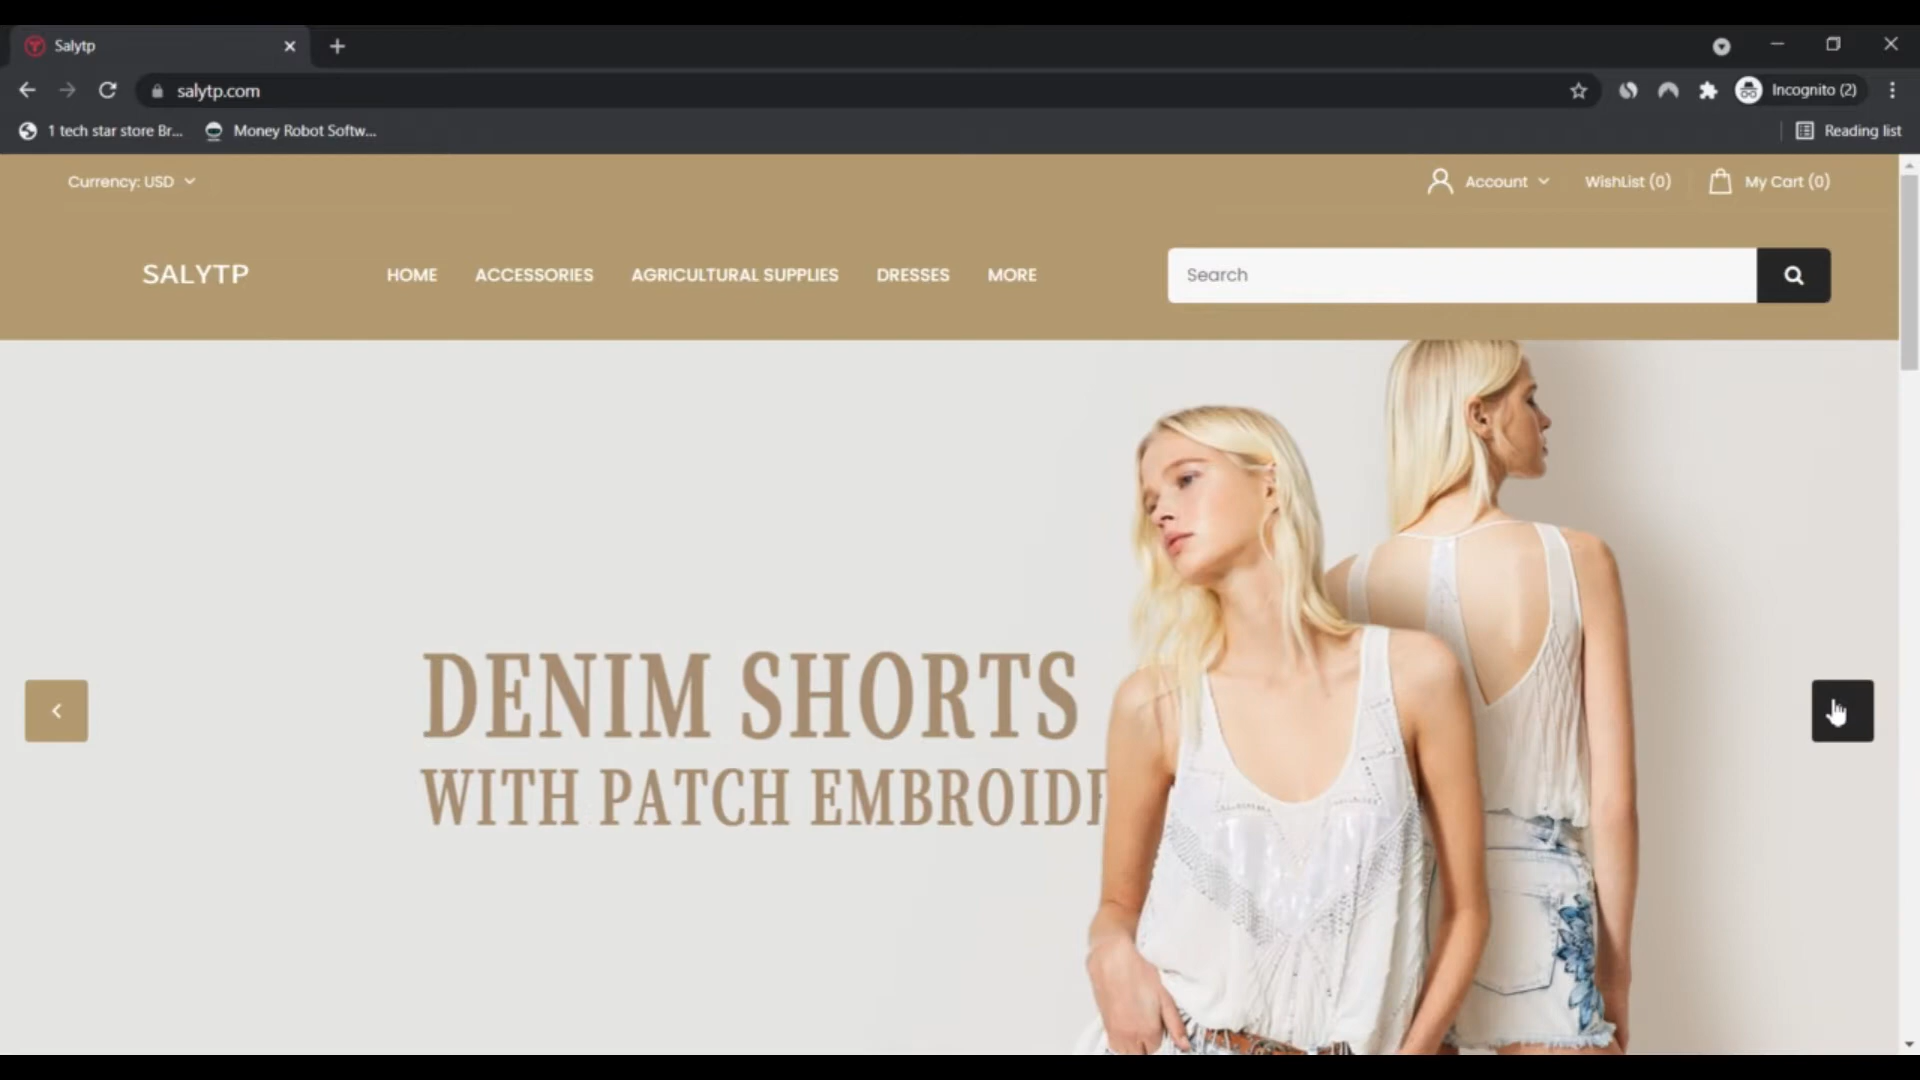 Salytp
salytp.com
Incognito (2)
1 tech star store Br...
Money Robot Softw...
Reading list
Currency: USD
Account
WishList (0)
My Cart (0)
SALYTP
HOME
ACCESSORIES
AGRICULTURAL SUPPLIES
DRESSES
MORE
Search
DENIM SHORTS
WITH PATCH EMBROIDE